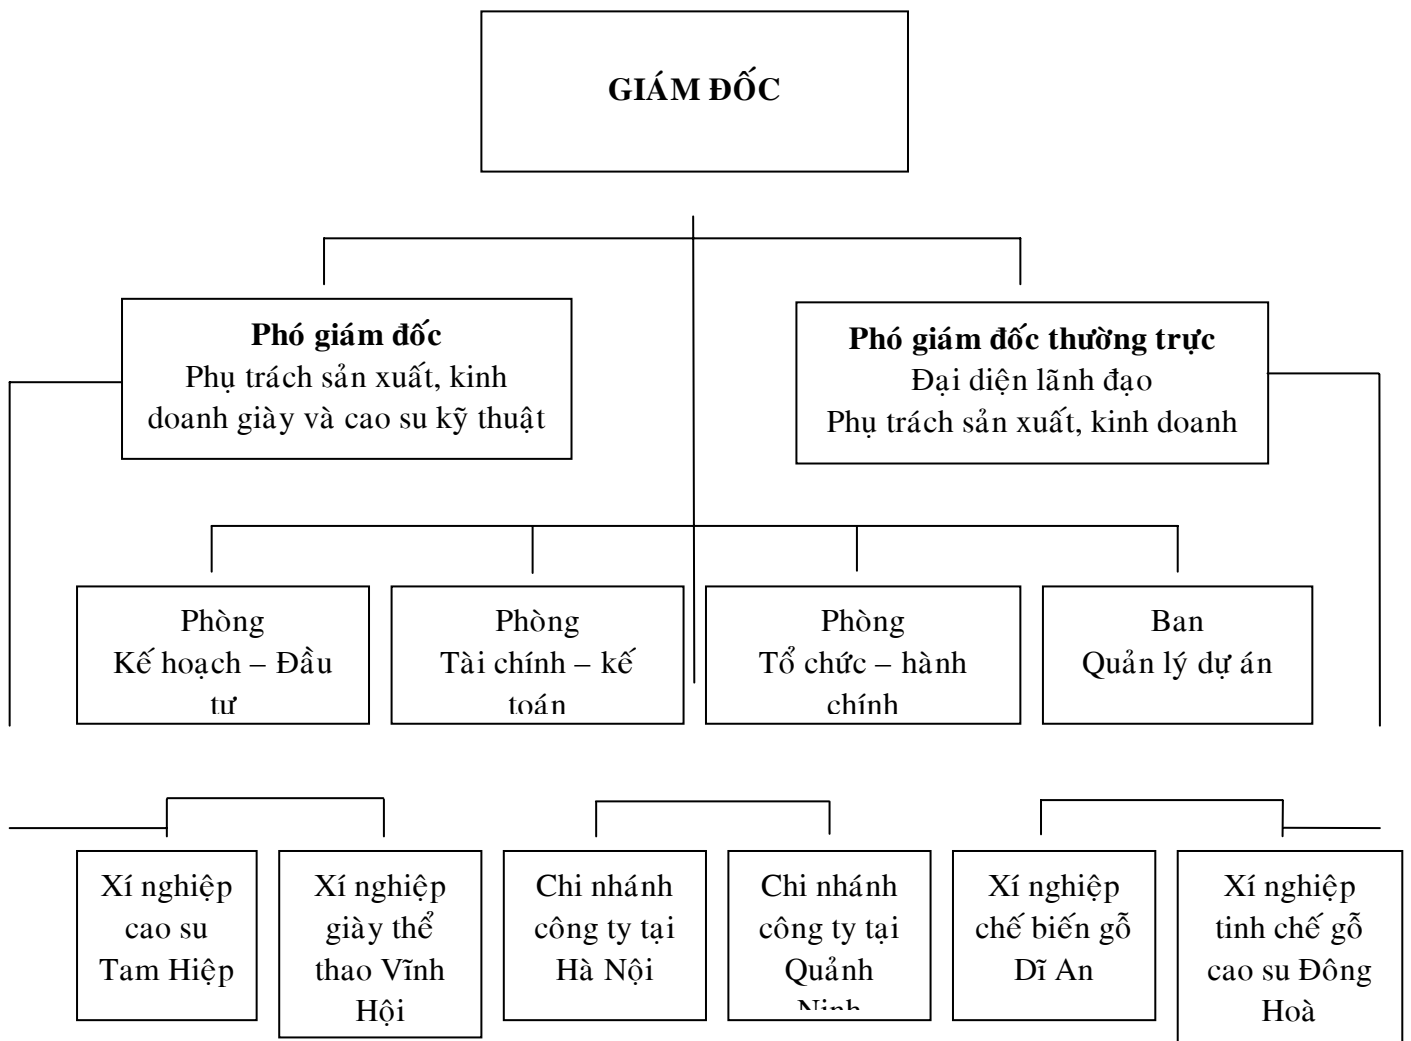 GIÁM ĐỐC
Phó giám đốc
Phụ trách sản xuất, kinh
doanh giày và cao su kỹ thuật
Phó giám đốc thường trực
Đại diện lãnh đạo
Phụ trách sản xuất, kinh doanh
Phòng
Kế hoạch – Đầu
tư
Phòng
Tài chính – kế
toán
Phòng
Tổ chức – hành
chính
Ban
Quản lý dự án
Xí nghiệp
cao su
Tam Hiệp
Xí nghiệp
giày thể
thao Vĩnh
Hội
Chi nhánh
công ty tại
Hà Nội
Chi nhánh
công ty tại
Quảnh
Ninh
Xí nghiệp
chế biến gỗ
Dĩ An
Xí nghiệp
tinh chế gỗ
cao su Đông
Hoà